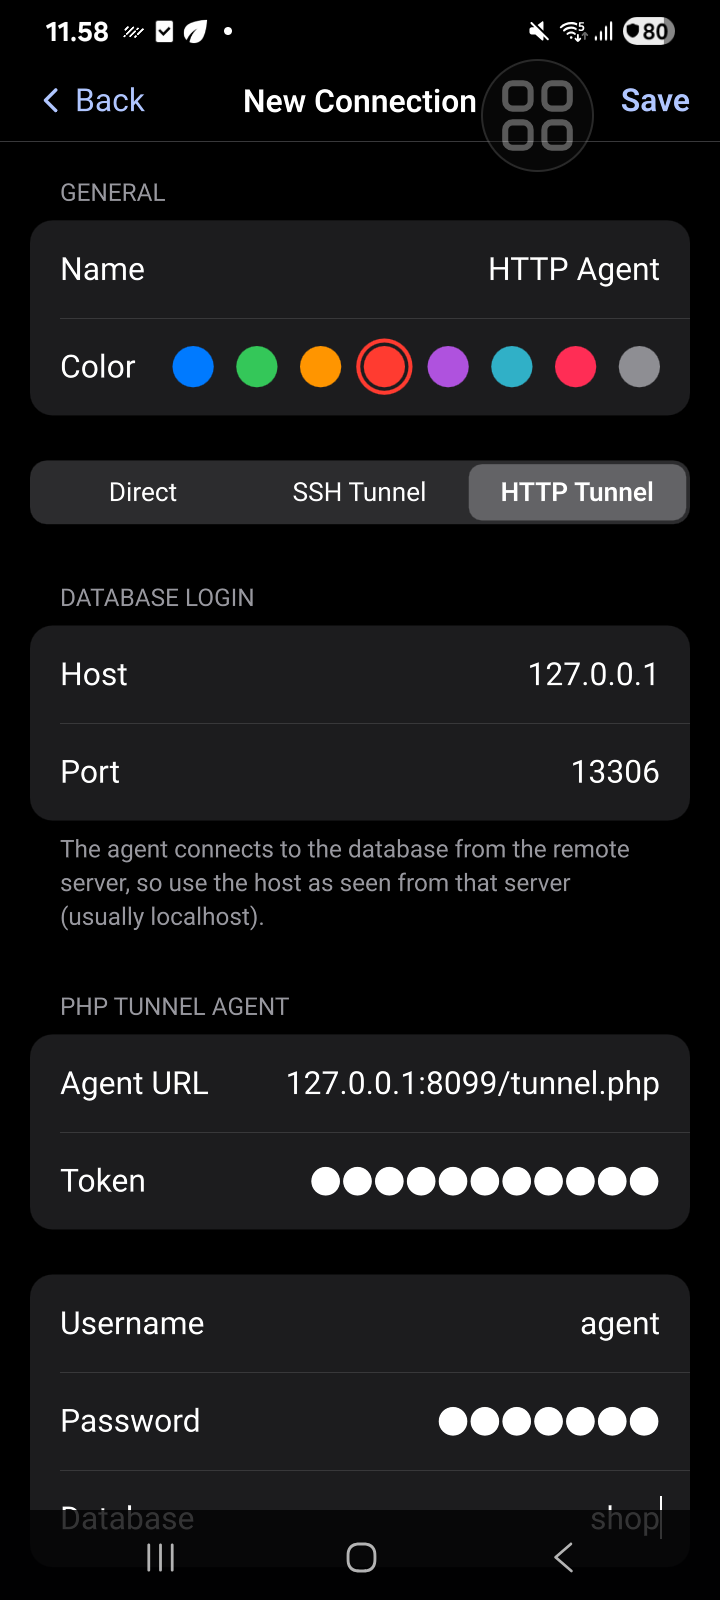 11.58
80
Back
New Connection
Save
GENERAL
Name
HTTP Agent
Color
Direct
SSH Tunnel
HTTP Tunnel
DATABASE LOGIN
Host
127.0.0.1
Port
13306
The agent connects to the database from the remote
server, so use the host as seen from that server
(usually localhost).
PHP TUNNEL AGENT
Agent URL
127.0.0.1:8099/tunnel.php
Token
Username
agent
Password
Database
shop